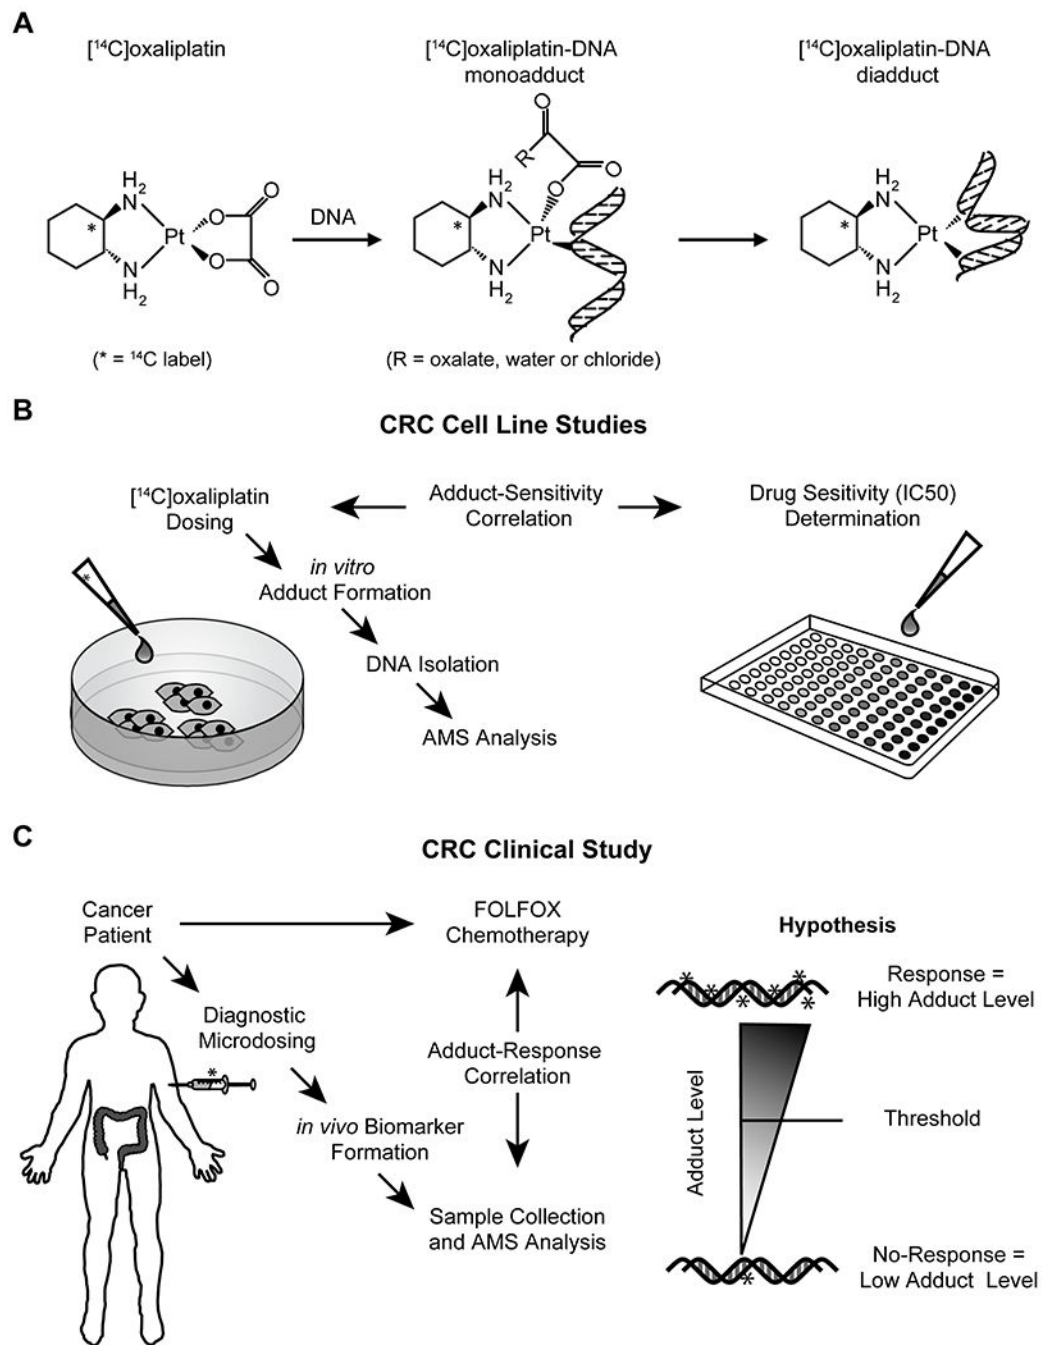 A
[¹⁴C]oxaliplatin
[¹⁴C]oxaliplatin-DNA
monoadduct
[¹⁴C]oxaliplatin-DNA
diadduct
H₂
N
Pt
O
O
O
O
N
H₂
*
DNA
O
R
O
O
H₂
N
Pt
N
H₂
*
H₂
N
Pt
N
H₂
*
(* = ¹⁴C label)
(R = oxalate, water or chloride)
B
CRC Cell Line Studies
[¹⁴C]oxaliplatin
Dosing
Adduct-Sensitivity
Correlation
Drug Sesitivity (IC50)
Determination
in vitro
Adduct Formation
DNA Isolation
AMS Analysis
*
C
CRC Clinical Study
Cancer
Patient
FOLFOX
Chemotherapy
Hypothesis
Response =
High Adduct Level
Diagnostic
Microdosing
Adduct-Response
Correlation
*
Adduct Level
Threshold
in vivo Biomarker
Formation
Sample Collection
and AMS Analysis
No-Response =
Low Adduct Level